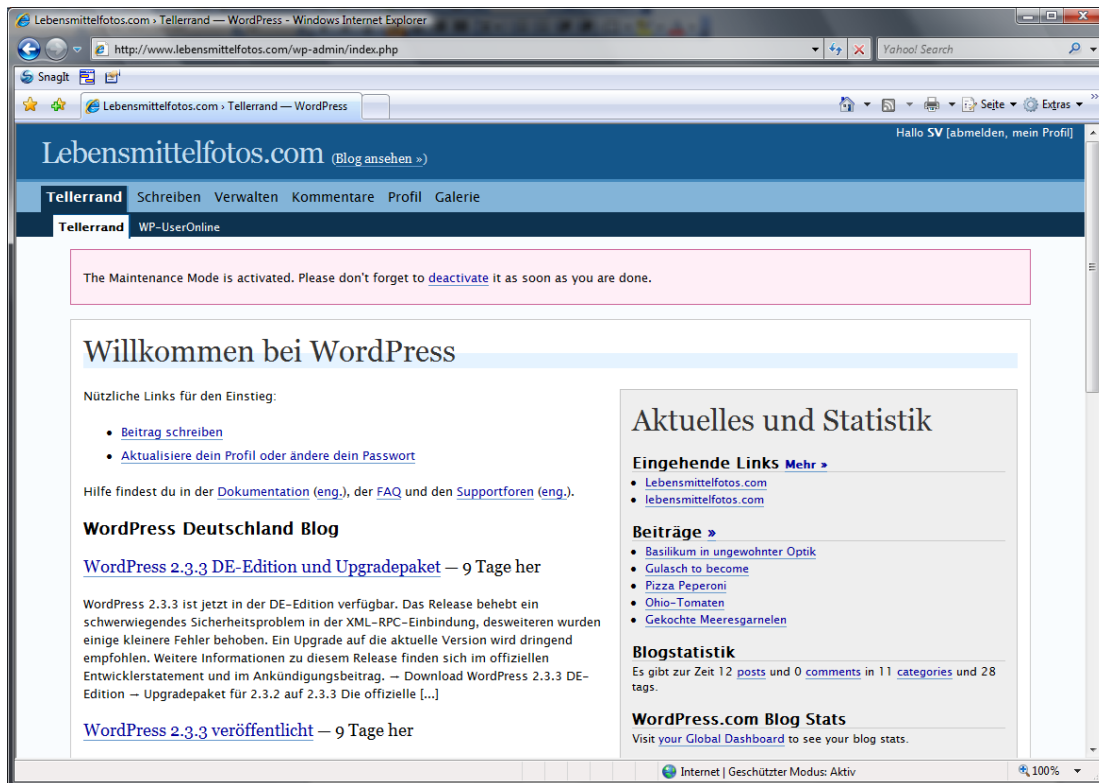 Lebensmittelfotos.com › Tellerrand — WordPress - Windows Internet Explorer
http://www.lebensmittelfotos.com/wp-admin/index.php
Yahoo! Search
SnagIt
Lebensmittelfotos.com › Tellerrand — WordPress
Seite
Extras
Hallo SV [abmelden, mein Profil]
Lebensmittelfotos.com (Blog ansehen »)
Tellerrand Schreiben Verwalten Kommentare Profil Galerie
Tellerrand WP-UserOnline
The Maintenance Mode is activated. Please don't forget to deactivate it as soon as you are done.
Willkommen bei WordPress
Nützliche Links für den Einstieg:
• Beitrag schreiben
• Aktualisiere dein Profil oder ändere dein Passwort
Hilfe findest du in der Dokumentation (eng.), der FAQ und den Supportforen (eng.).
WordPress Deutschland Blog
WordPress 2.3.3 DE-Edition und Upgradepaket — 9 Tage her
WordPress 2.3.3 ist jetzt in der DE-Edition verfügbar. Das Release behebt ein
schwerwiegendes Sicherheitsproblem in der XML-RPC-Einbindung, desweiteren wurden
einige kleinere Fehler behoben. Ein Upgrade auf die aktuelle Version wird dringend
empfohlen. Weitere Informationen zu diesem Release finden sich im offiziellen
Entwicklerstatement und im Ankündigungsbeitrag. → Download WordPress 2.3.3 DE-
Edition → Upgradepaket für 2.3.2 auf 2.3.3 Die offizielle [...]
WordPress 2.3.3 veröffentlicht — 9 Tage her
Aktuelles und Statistik
Eingehende Links Mehr »
• Lebensmittelfotos.com
• lebensmittelfotos.com
Beiträge »
• Basilikum in ungewohnter Optik
• Gulasch to become
• Pizza Peperoni
• Ohio-Tomaten
• Gekochte Meeresgarnelen
Blogstatistik
Es gibt zur Zeit 12 posts und 0 comments in 11 categories und 28
tags.
WordPress.com Blog Stats
Visit your Global Dashboard to see your blog stats.
Internet | Geschützter Modus: Aktiv
100%